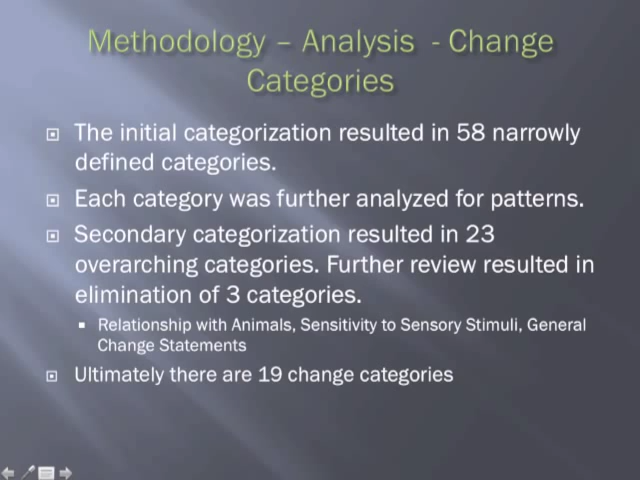 Methodology – Analysis - Change
Categories
The initial categorization resulted in 58 narrowly
defined categories.
Each category was further analyzed for patterns.
Secondary categorization resulted in 23
overarching categories. Further review resulted in
elimination of 3 categories.
Relationship with Animals, Sensitivity to Sensory Stimuli, General
Change Statements
Ultimately there are 19 change categories